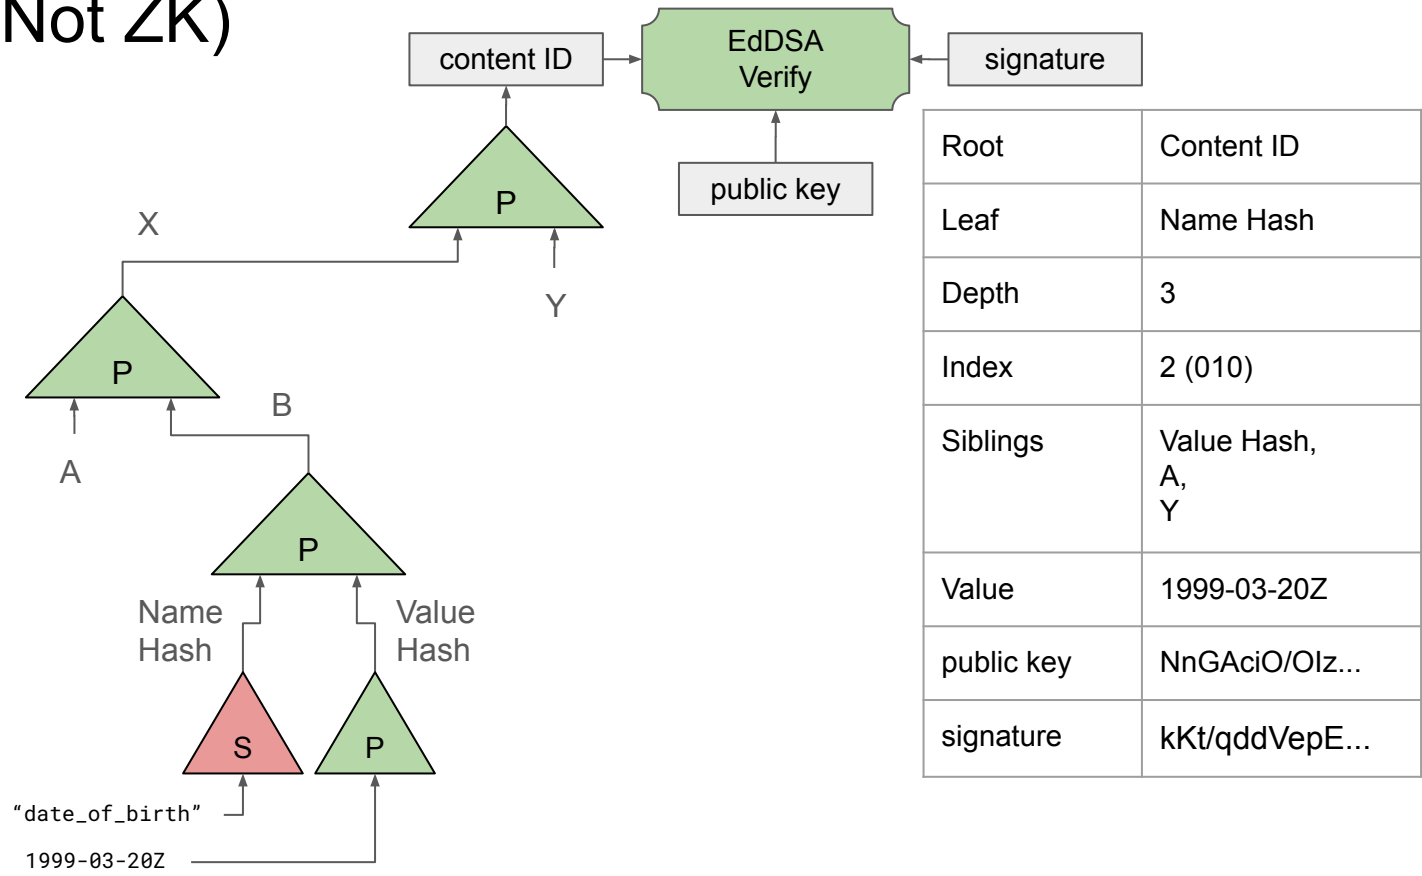 Not ZK)
content ID
EdDSA
Verify
signature
public key
P
X
Y
P
A
B
P
Name
Hash
Value
Hash
S
P
“date_of_birth”
1999-03-20Z
Root Content ID
Leaf Name Hash
Depth 3
Index 2 (010)
Siblings Value Hash,
A,
Y
Value 1999-03-20Z
public key NnGAciO/OIz...
signature kKt/qddVepE...